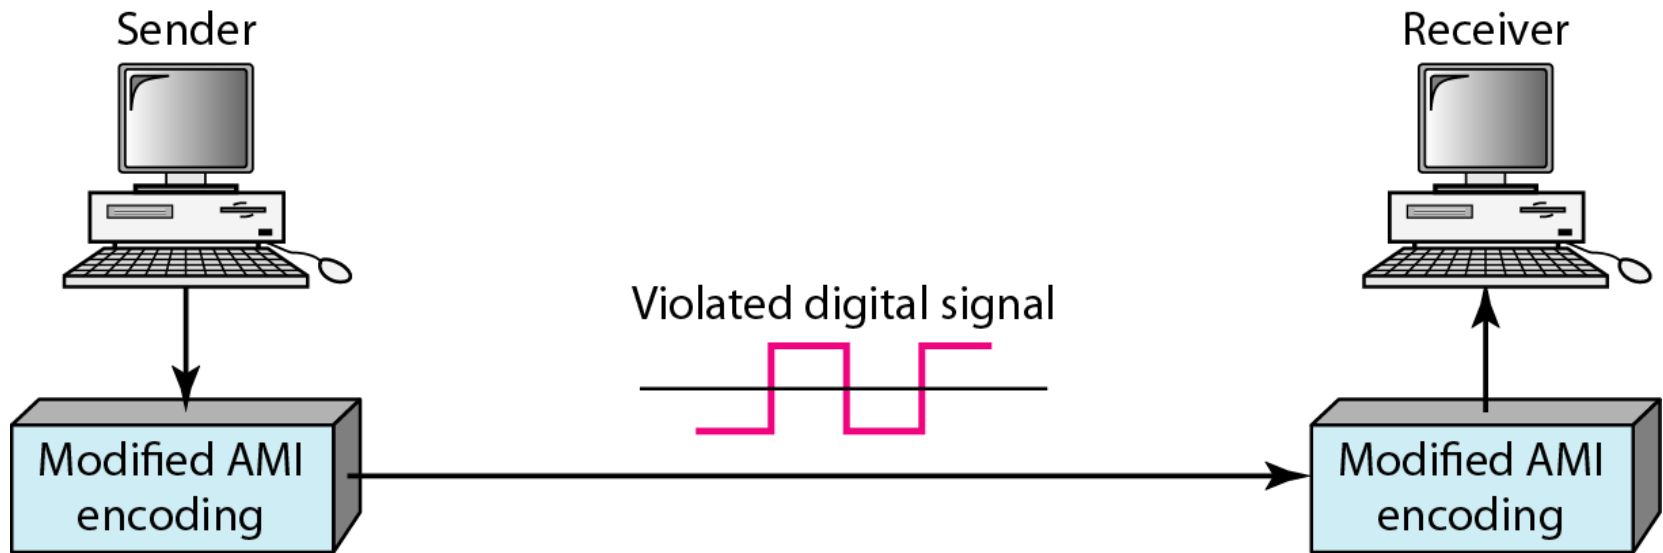 Sender
Receiver
Violated digital signal
Modified AMI
encoding
Modified AMI
encoding